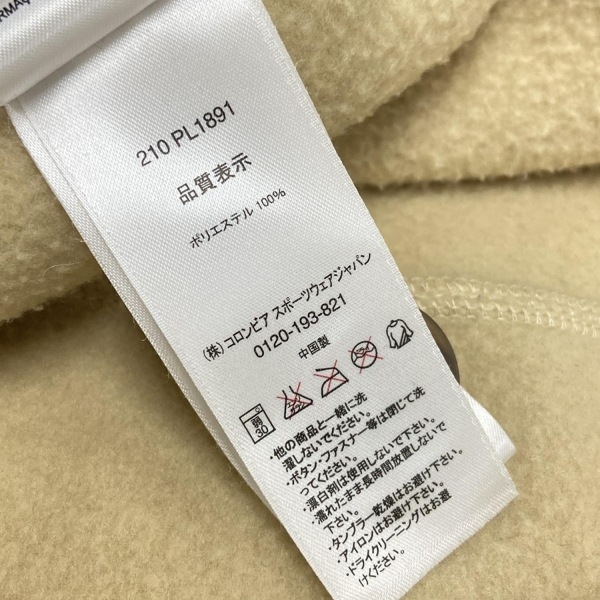 210 PL1891
品質表示
ポリエステル 100%
(株)コロンビア スポーツウェアジャパン
0120-193-821
中国製
弱
30
・他の商品と一緒に洗
濯しないでください。
・ボタン・ファスナー等は閉じて洗
ってください。
・漂白剤は使用しないで下さい。
・濡れたまま長時間放置しないで
下さい。
・タンブラー乾燥はお避け下さい。
・アイロンはお避け下さい。
・ドライクリーニングはお避
けください。